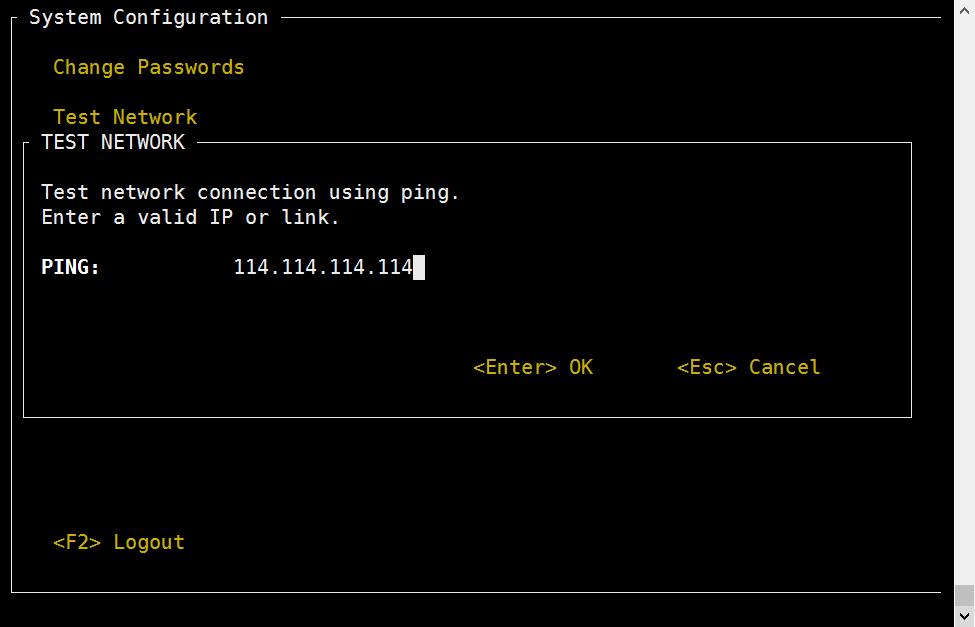 System Configuration
Change Passwords
Test Network
TEST NETWORK
Test network connection using ping.
Enter a valid IP or link.
PING: 114.114.114.114
<Enter> OK <Esc> Cancel
<F2> Logout